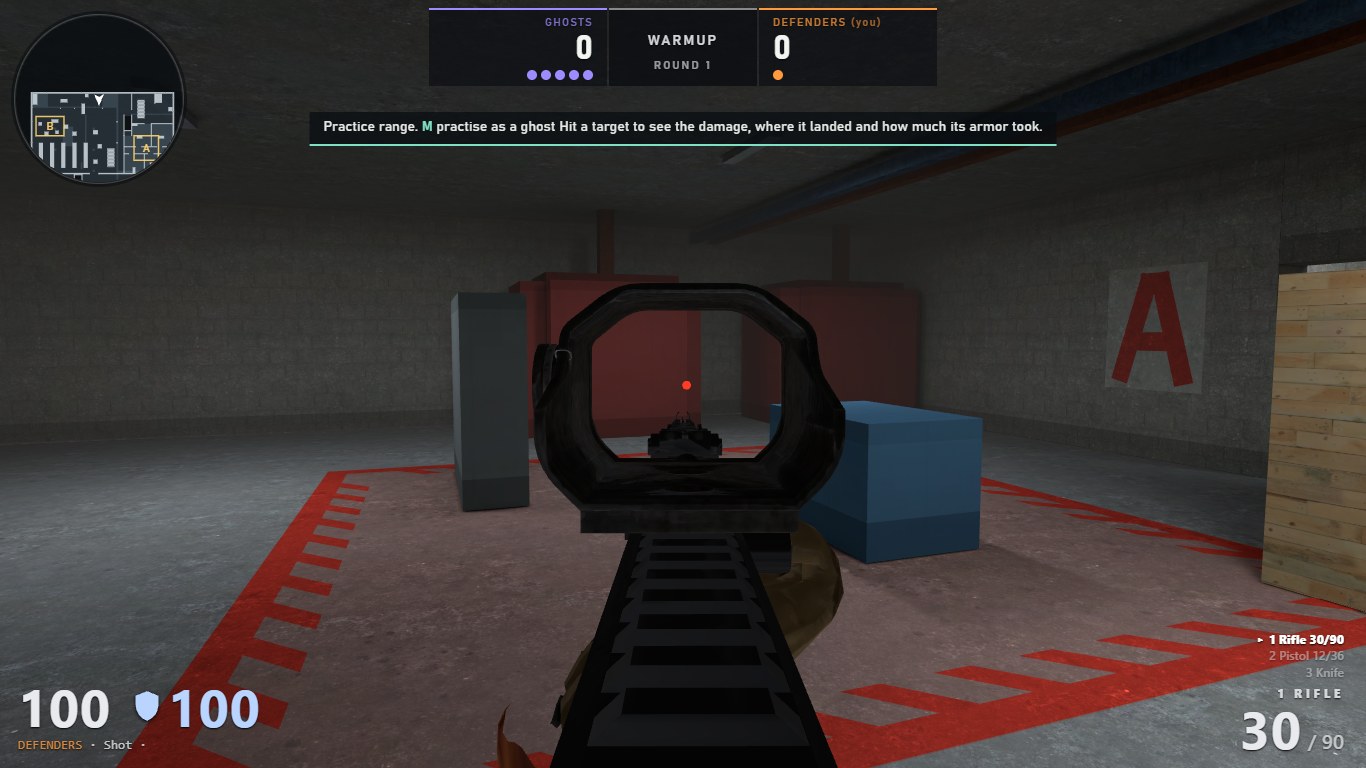 GHOSTS
0
WARMUP
ROUND 1
DEFENDERS (you)
0
Practice range. M practise as a ghost Hit a target to see the damage, where it landed and how much its armor took.
B
A
A
1 Rifle 30/90
2 Pistol 12/36
3 Knife
1 RIFLE
30 / 90
100 100
DEFENDERS · Shot ·